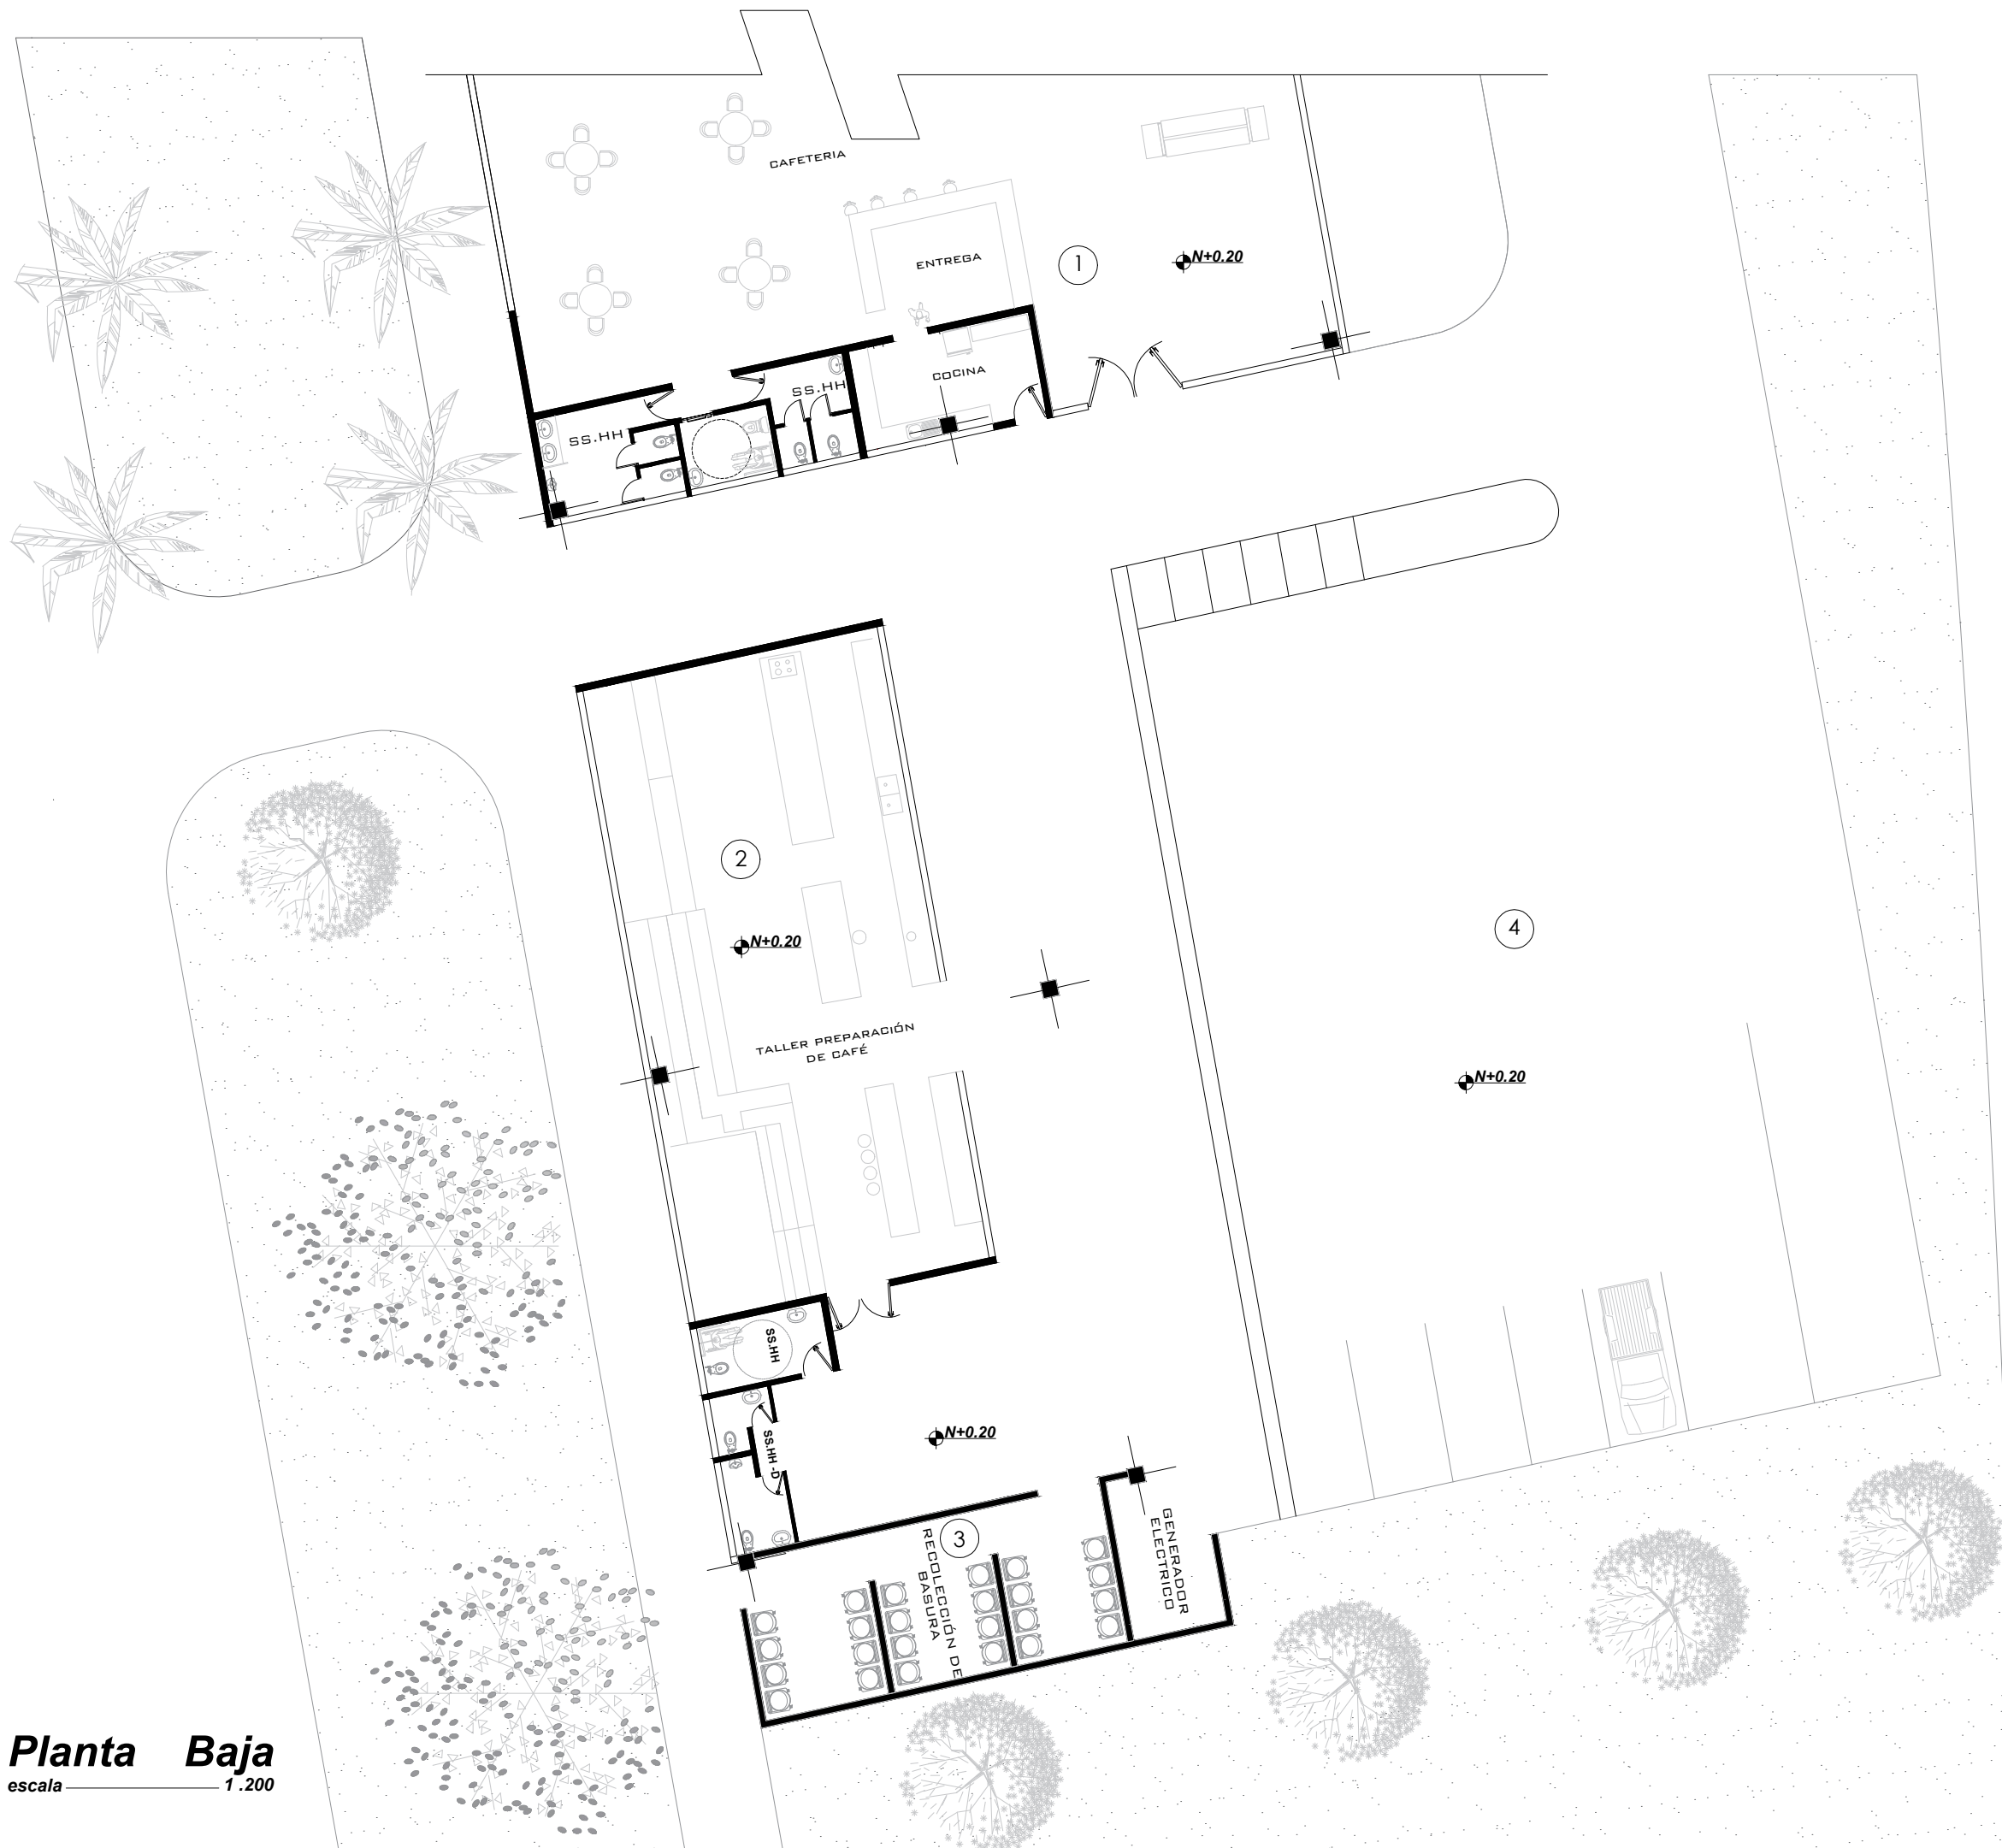 CAFETERIA
ENTREGA
1
N+0.20
COCINA
SS.HH
SS.HH
2
N+0.20
TALLER PREPARACIÓN
DE CAFÉ
4
N+0.20
SS.HH
SS.HH -D
N+0.20
3
RECOLECCIÓN DE
BASURA
GENERADOR
ELECTRICO
Planta Baja
escala 1 .200